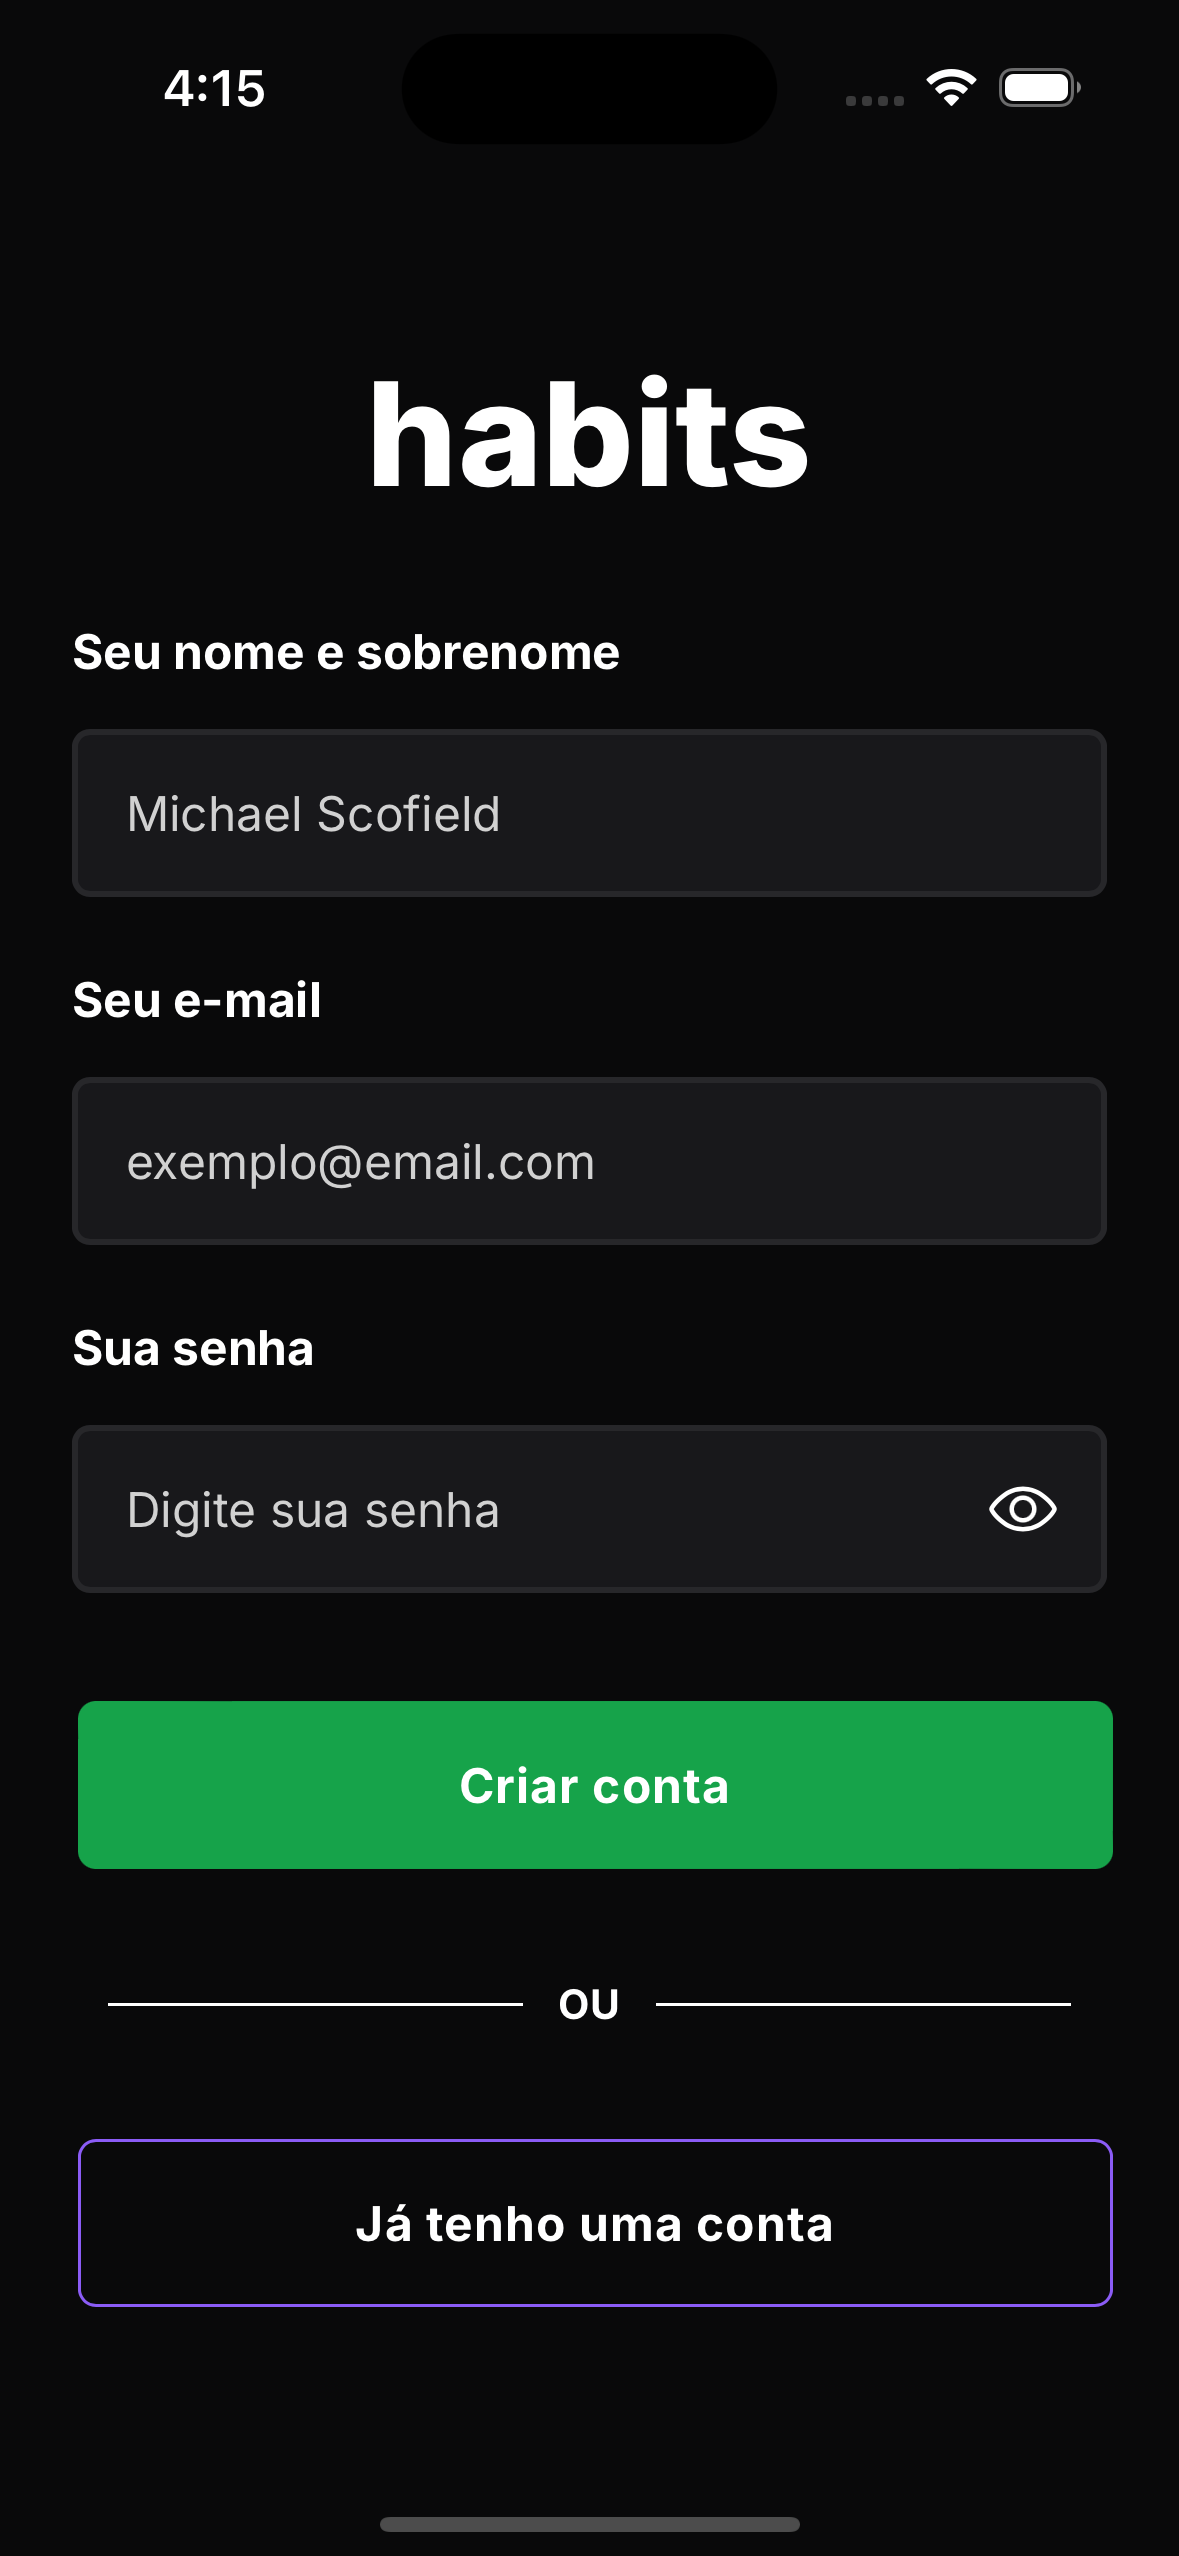 4:15
habits
Seu nome e sobrenome
Michael Scofield
Seu e-mail
exemplo@email.com
Sua senha
Digite sua senha
Criar conta
OU
Já tenho uma conta